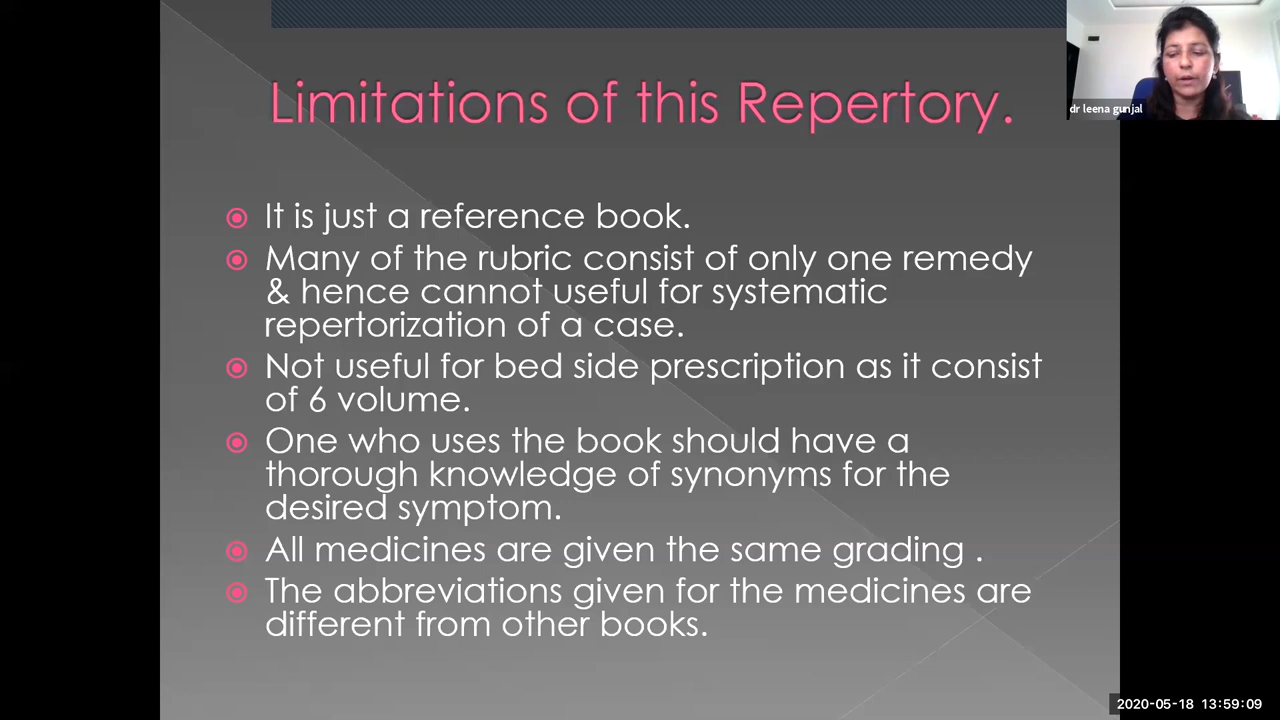 Limitations of this Repertory.
dr leena gunjal
It is just a reference book.
Many of the rubric consist of only one remedy
& hence cannot useful for systematic
repertorization of a case.
Not useful for bed side prescription as it consist
of 6 volume.
One who uses the book should have a
thorough knowledge of synonyms for the
desired symptom.
All medicines are given the same grading .
The abbreviations given for the medicines are
different from other books.
2020-05-18 13:59:09